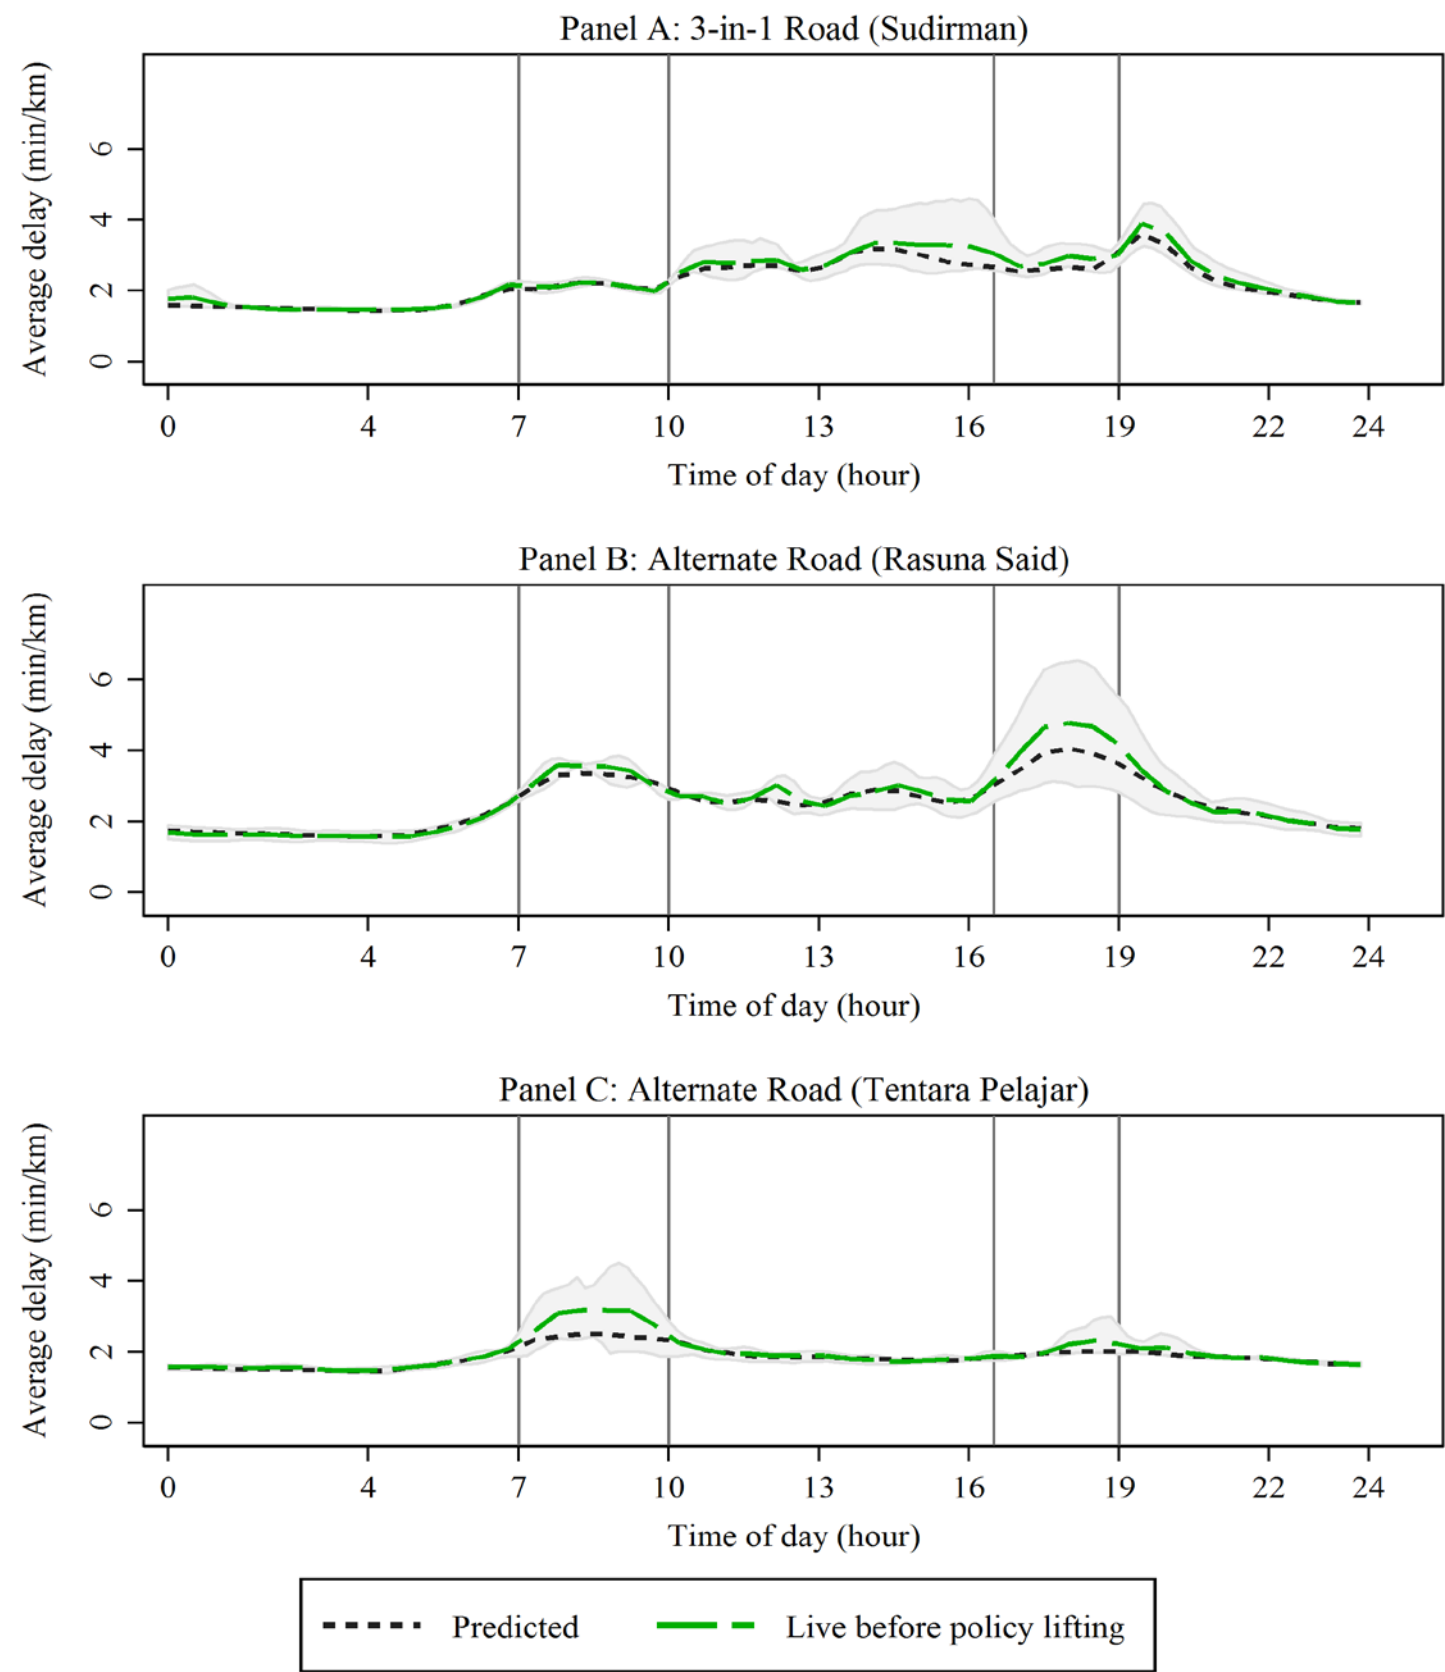 Panel A: 3-in-1 Road (Sudirman)
Average delay (min/km)
6
4
2
0
0 4 7 10 13 16 19 22 24
Time of day (hour)
Panel B: Alternate Road (Rasuna Said)
Average delay (min/km)
6
4
2
0
0 4 7 10 13 16 19 22 24
Time of day (hour)
Panel C: Alternate Road (Tentara Pelajar)
Average delay (min/km)
6
4
2
0
0 4 7 10 13 16 19 22 24
Time of day (hour)
Predicted Live before policy lifting